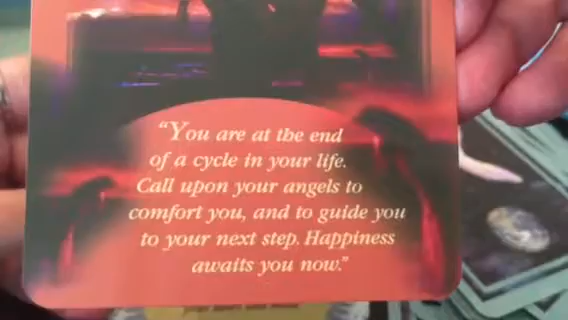 “You are at the end
of a cycle in your life.
Call upon your angels to
comfort you, and to guide you
to your next step. Happiness
awaits you now.”